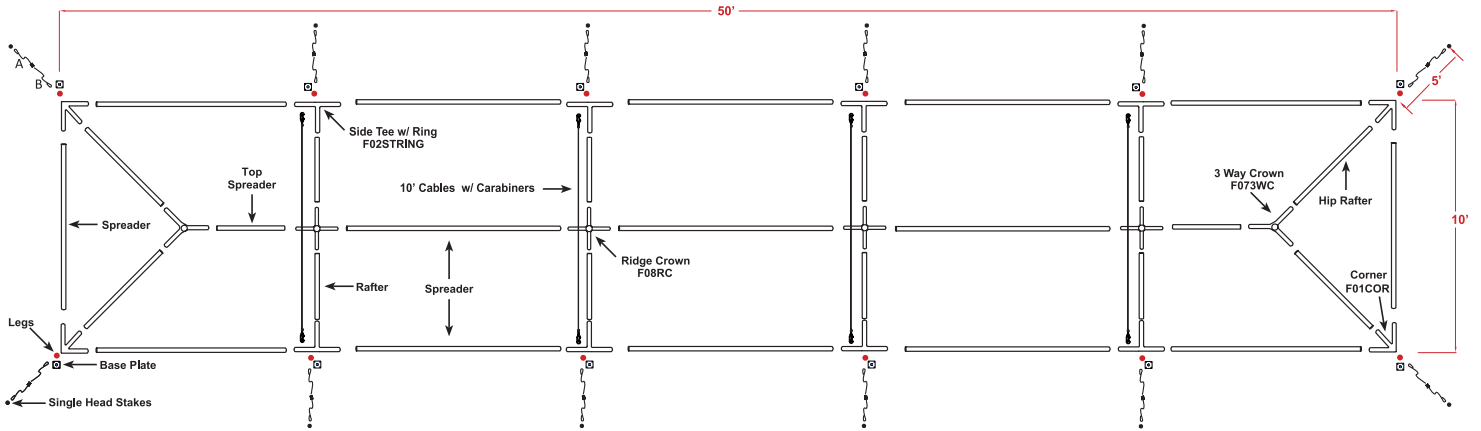 50'
A
B
5'
Side Tee w/ Ring
F02STRING
Top
Spreader
10' Cables w/ Carabiners
3 Way Crown
F073WC
Hip Rafter
Spreader
10'
Ridge Crown
F08RC
Rafter
Spreader
Corner
F01COR
Legs
Base Plate
Single Head Stakes